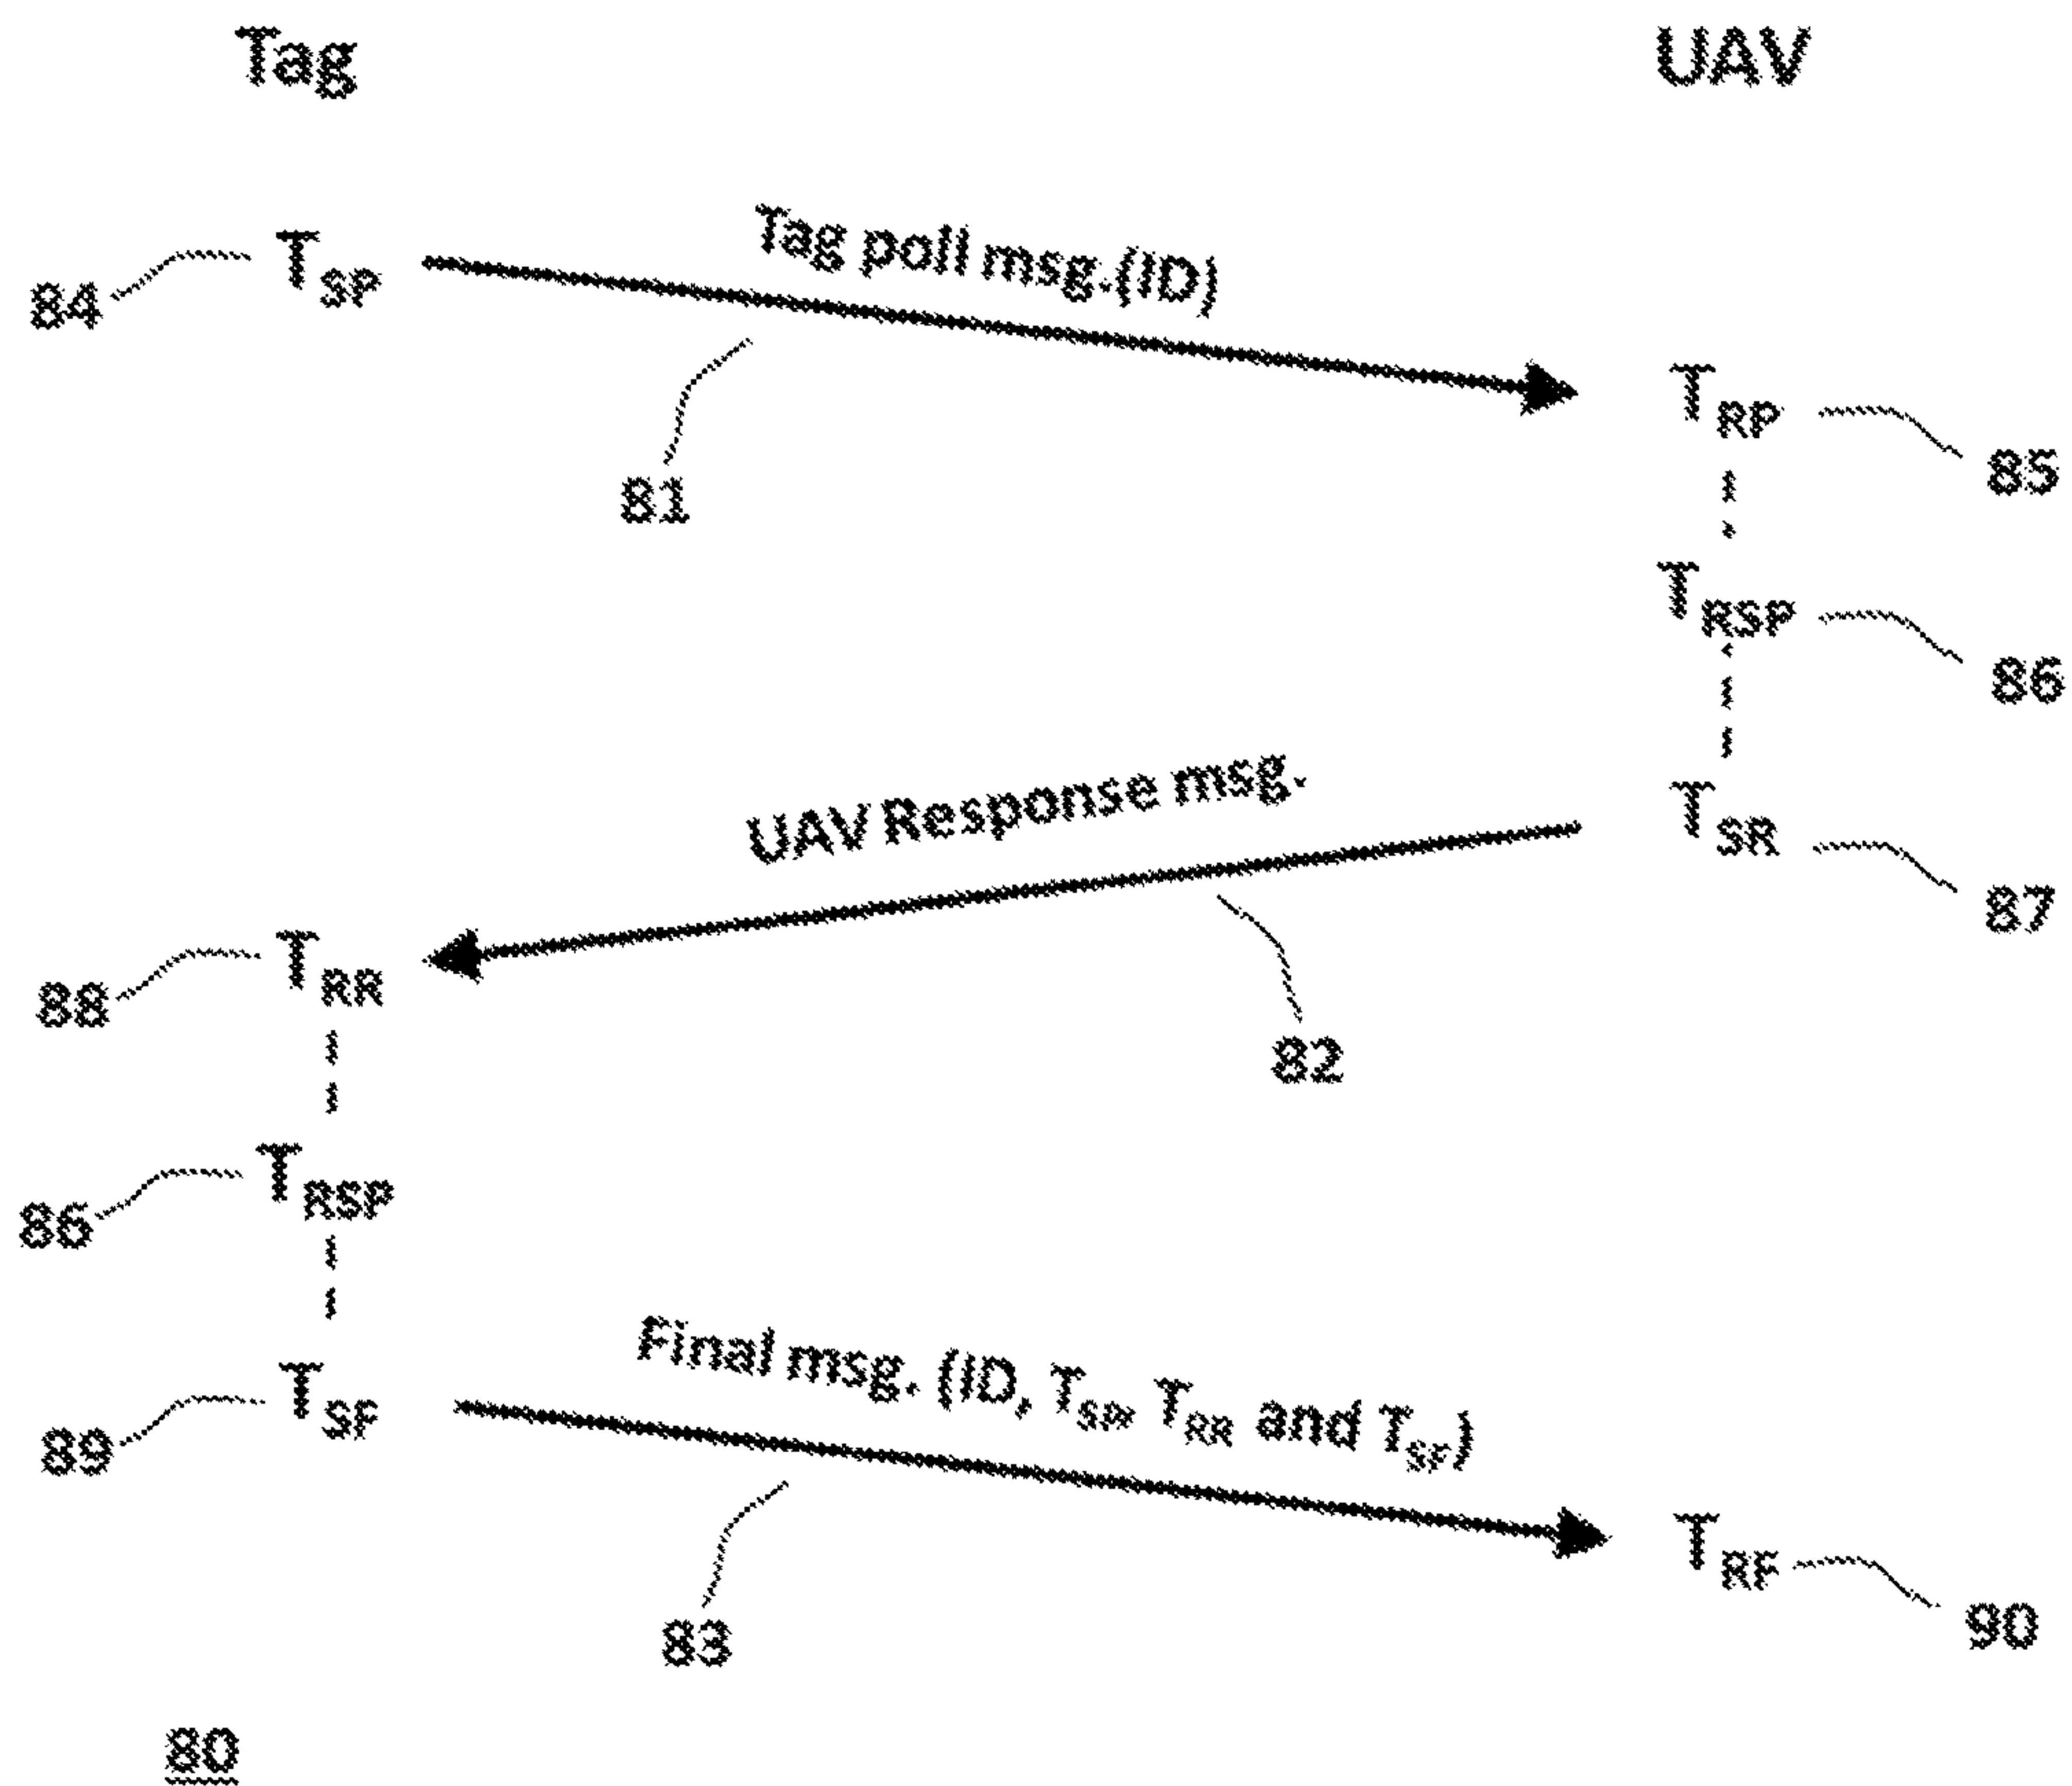 Tag
UAV
84
T_SP
Tag poll msg.(ID)
81
T_RP
85
T_RSP
86
UAV Response msg.
T_SR
87
82
88
T_RR
86
T_RSP
89
T_SF
Final msg. (ID, T_SP, T_RR and T_SF)
83
T_RF
90
80